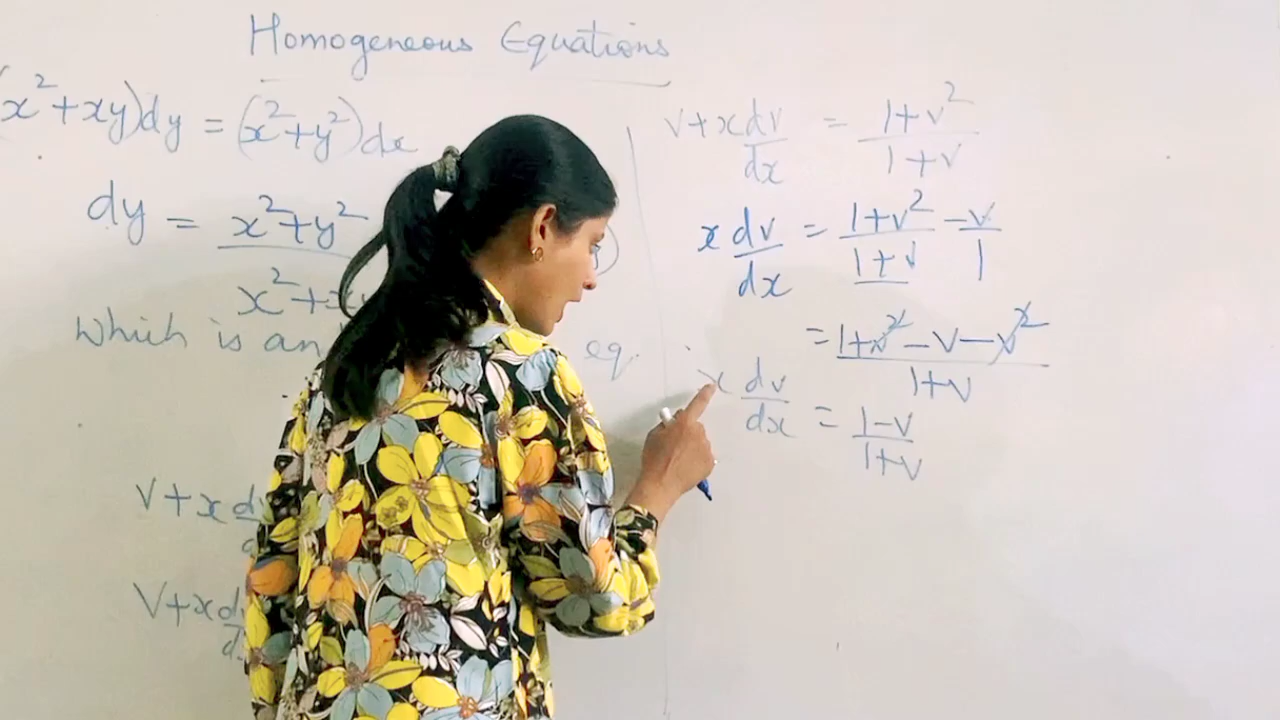 Homogeneous Equations
(x²+xy)dy = (x²+y²)dx
dy = x²+y²
x²+x
Which is an
eq.
V+x d
V+x d
d
V+x dv/dx = 1+v²/1+v
x dv/dx = 1+v²/1+v -v/1
= 1+v²-v-v²/1+v
x dv/dx = 1-v/1+v